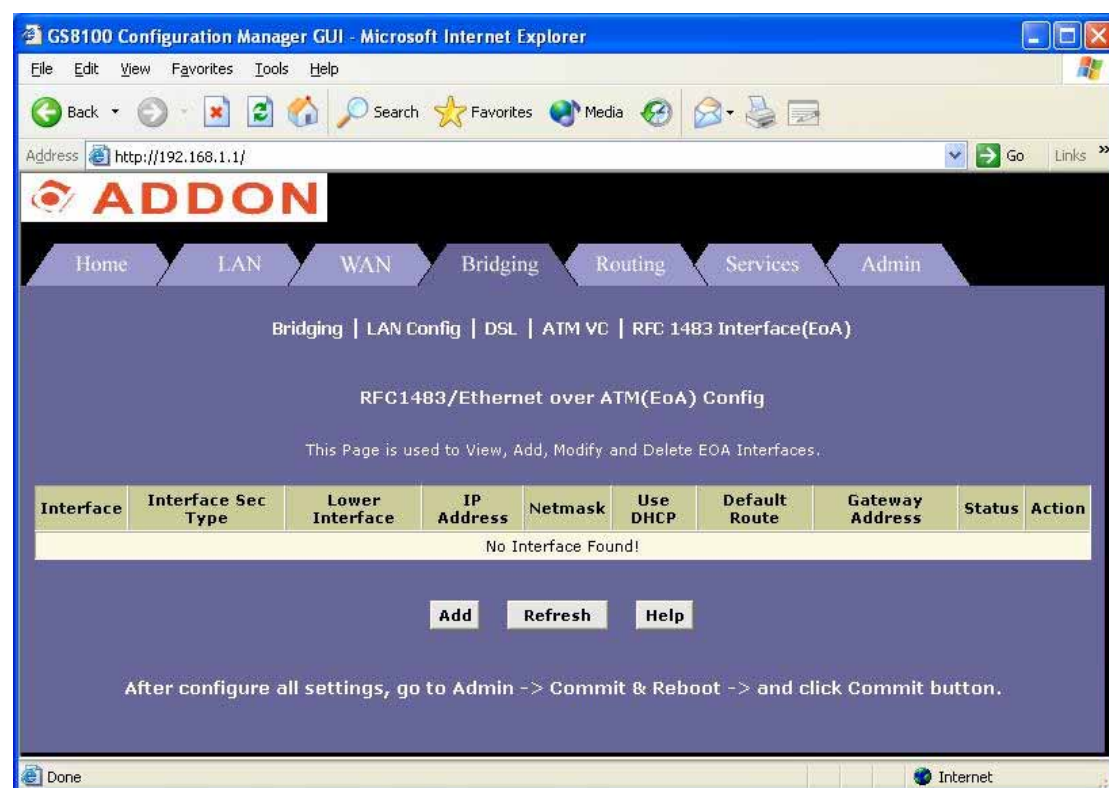 GS8100 Configuration Manager GUI - Microsoft Internet Explorer
File Edit View Favorites Tools Help
Back Search Favorites Media
Address http://192.168.1.1/ Go Links »
ADDON
Home LAN WAN Bridging Routing Services Admin
Bridging | LAN Config | DSL | ATM VC | RFC 1483 Interface(EoA)
RFC1483/Ethernet over ATM(EoA) Config
This Page is used to View, Add, Modify and Delete EOA Interfaces.
Interface Interface Sec Type Lower Interface IP Address Netmask Use DHCP Default Route Gateway Address Status Action
No Interface Found!
Add Refresh Help
After configure all settings, go to Admin -> Commit & Reboot -> and click Commit button.
Done Internet